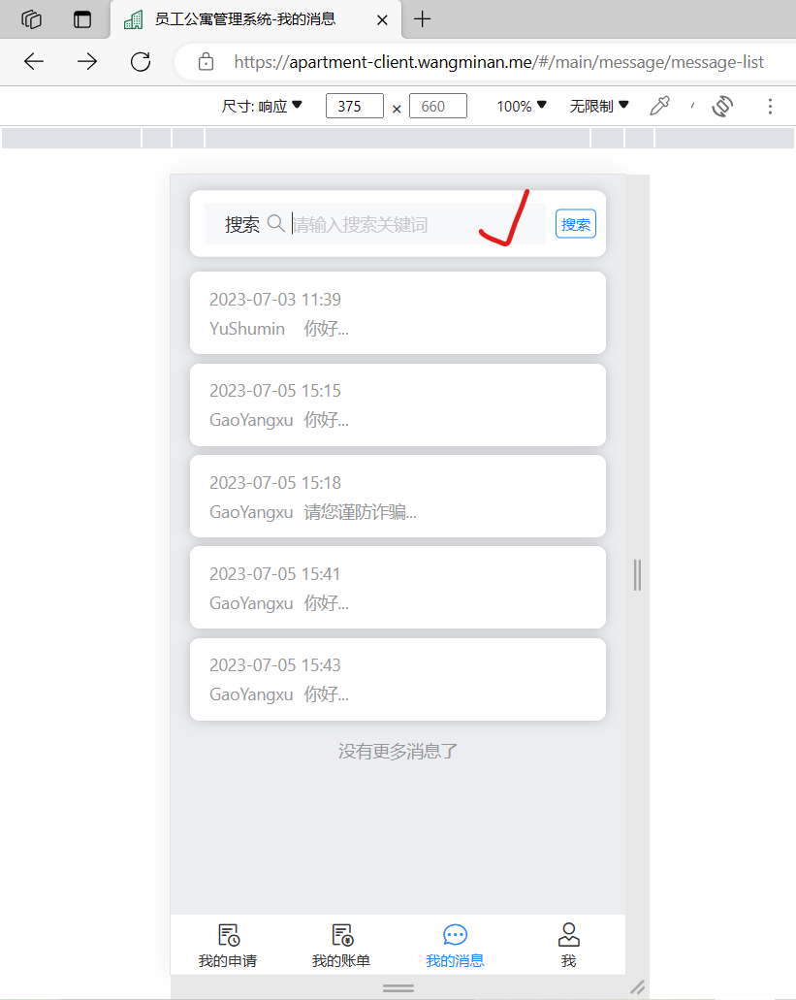 员工公寓管理系统-我的消息
https://apartment-client.wangminan.me/#/main/message/message-list
尺寸: 响应 375 × 660 100% 无限制
搜索 请输入搜索关键词 搜索
2023-07-03 11:39
YuShumin 你好...
2023-07-05 15:15
GaoYangxu 你好...
2023-07-05 15:18
GaoYangxu 请您谨防诈骗...
2023-07-05 15:41
GaoYangxu 你好...
2023-07-05 15:43
GaoYangxu 你好...
没有更多消息了
我的申请 我的账单 我的消息 我